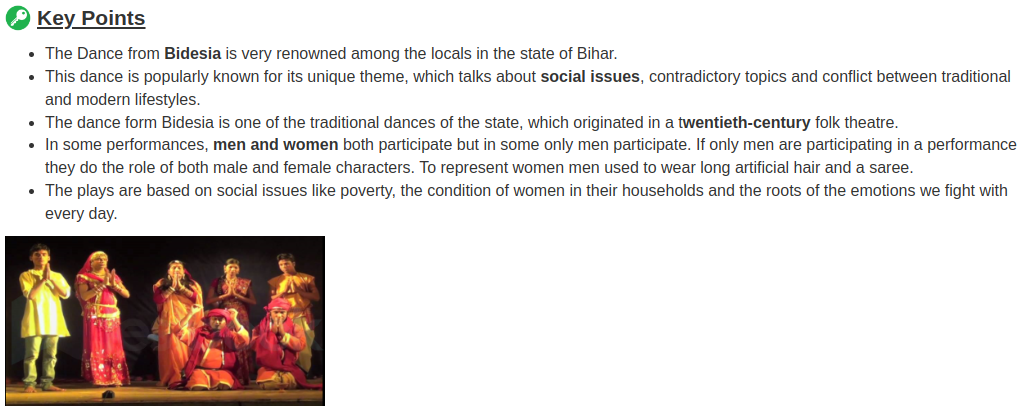 Key Points
The Dance from Bidesia is very renowned among the locals in the state of Bihar.
This dance is popularly known for its unique theme, which talks about social issues, contradictory topics and conflict between traditional
and modern lifestyles.
The dance form Bidesia is one of the traditional dances of the state, which originated in a twentieth-century folk theatre.
In some performances, men and women both participate but in some only men participate. If only men are participating in a performance
they do the role of both male and female characters. To represent women men used to wear long artificial hair and a saree.
The plays are based on social issues like poverty, the condition of women in their households and the roots of the emotions we fight with
every day.